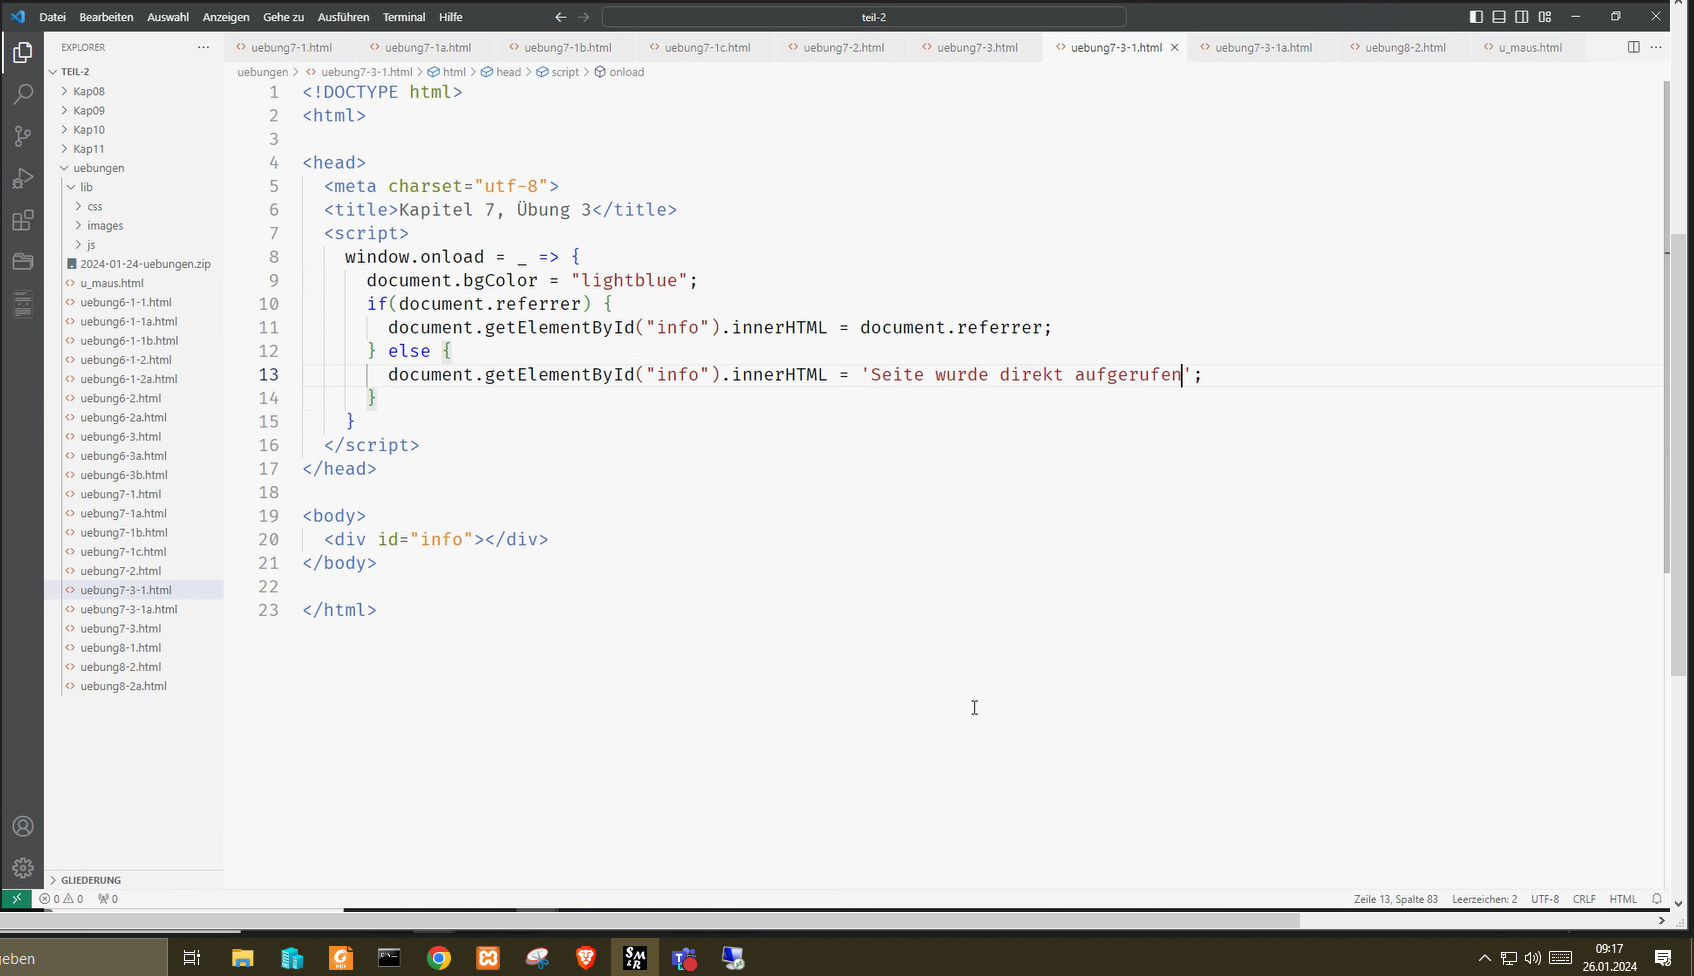 Datei Bearbeiten Auswahl Anzeigen Gehe zu Ausführen Terminal Hilfe teil-2
EXPLORER
uebung7-1.html uebung7-1a.html uebung7-1b.html uebung7-1c.html uebung7-2.html uebung7-3.html uebung7-3-1.html uebung7-3-1a.html uebung8-2.html u_maus.html
uebungen > uebung7-3-1.html > html > head > script > onload
TEIL-2
Kap08
Kap09
Kap10
Kap11
uebungen
lib
css
images
js
2024-01-24-uebungen.zip
u_maus.html
uebung6-1-1.html
uebung6-1-1a.html
uebung6-1-1b.html
uebung6-1-2.html
uebung6-1-2a.html
uebung6-2.html
uebung6-2a.html
uebung6-3.html
uebung6-3a.html
uebung6-3b.html
uebung7-1.html
uebung7-1a.html
uebung7-1b.html
uebung7-1c.html
uebung7-2.html
uebung7-3-1.html
uebung7-3-1a.html
uebung7-3.html
uebung8-1.html
uebung8-2.html
uebung8-2a.html
GLIEDERUNG
1 <!DOCTYPE html>
2 <html>
3
4 <head>
5 <meta charset="utf-8">
6 <title>Kapitel 7, Übung 3</title>
7 <script>
8 window.onload = _ => {
9 document.bgColor = "lightblue";
10 if(document.referrer) {
11 document.getElementById("info").innerHTML = document.referrer;
12 } else {
13 document.getElementById("info").innerHTML = 'Seite wurde direkt aufgerufen';
14 }
15 }
16 </script>
17 </head>
18
19 <body>
20 <div id="info"></div>
21 </body>
22
23 </html>
0 0 0 Zeile 13, Spalte 83 Leerzeichen: 2 UTF-8 CRLF HTML
geben
PDF
SM
&R
09:17
26.01.2024